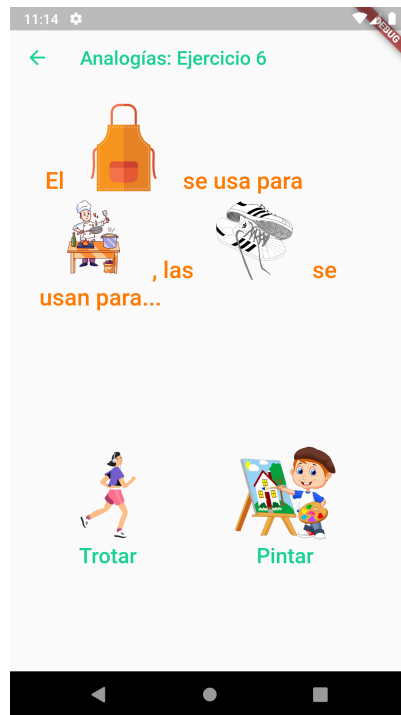 11:14
DEBUG
Analogías: Ejercicio 6
El se usa para
, las se
usan para...
Trotar Pintar